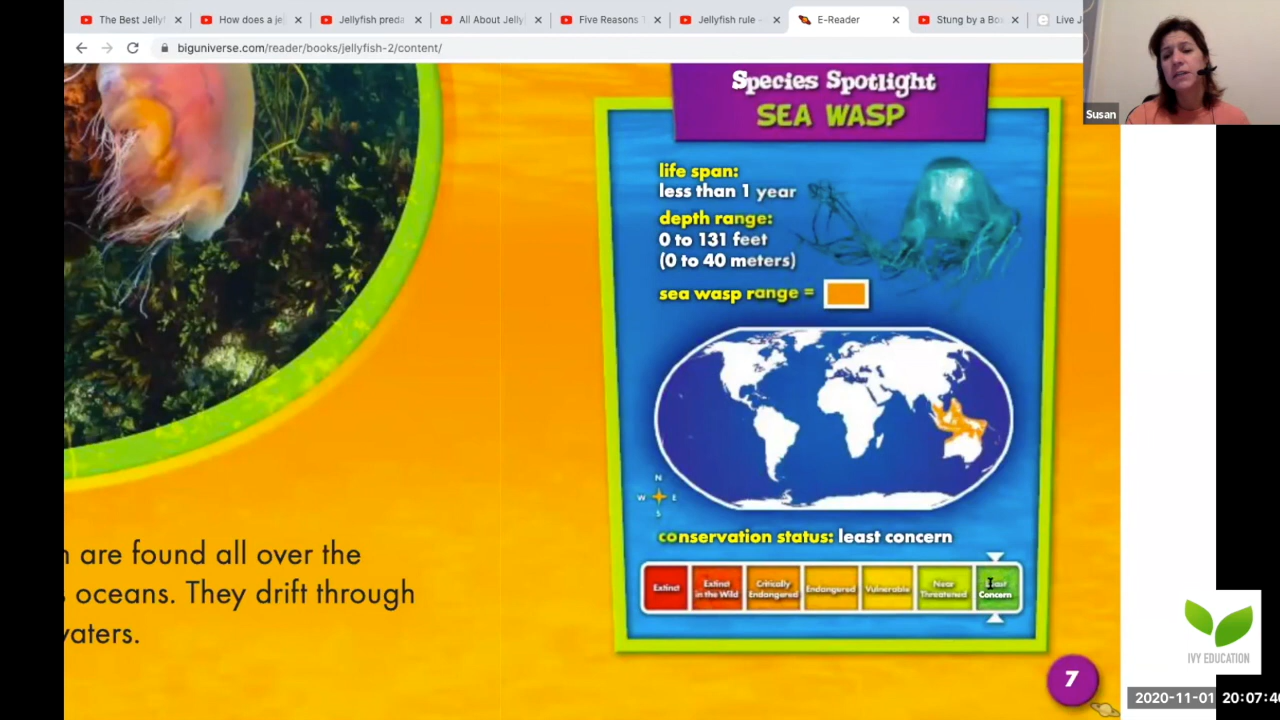 The Best Jelly
How does a je
Jellyfish preda
All About Jelly
Five Reasons
Jellyfish rule
E-Reader
Stung by a Bo
Live J
biguniverse.com/reader/books/jellyfish-2/content/
Susan
Species Spotlight
SEA WASP
life span:
less than 1 year
depth range:
0 to 131 feet
(0 to 40 meters)
sea wasp range =
N
W E
S
conservation status: least concern
Extinct
Extinct
in the Wild
Critically
Endangered
Endangered
Vulnerable
Near
Threatened
Least
Concern
are found all over the
oceans. They drift through
waters.
7
IVY EDUCATION
2020-11-01 20:07:4